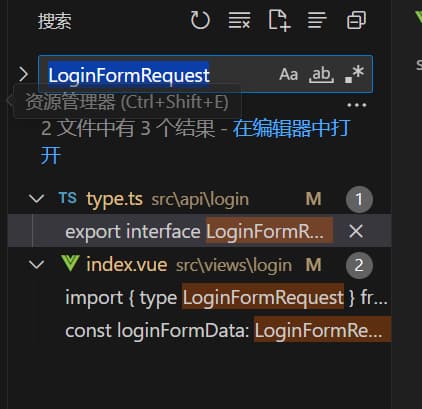 搜索
LoginFormRequest
Aa
ab
资源管理器 (Ctrl+Shift+E)
2 文件中有 3 个结果 - 在编辑器中打
开
TS type.ts src\api\login M 1
export interface LoginFormR...
index.vue src\views\login M 2
import { type LoginFormRequest } fr...
const loginFormData: LoginFormRe...